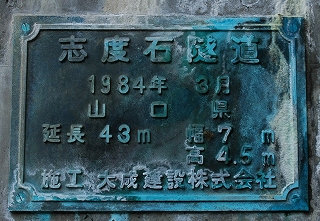 志度石隧道
1984年 3月
山口県
延長 43m 幅 7 m
高 4.5m
施工 大成建設株式会社